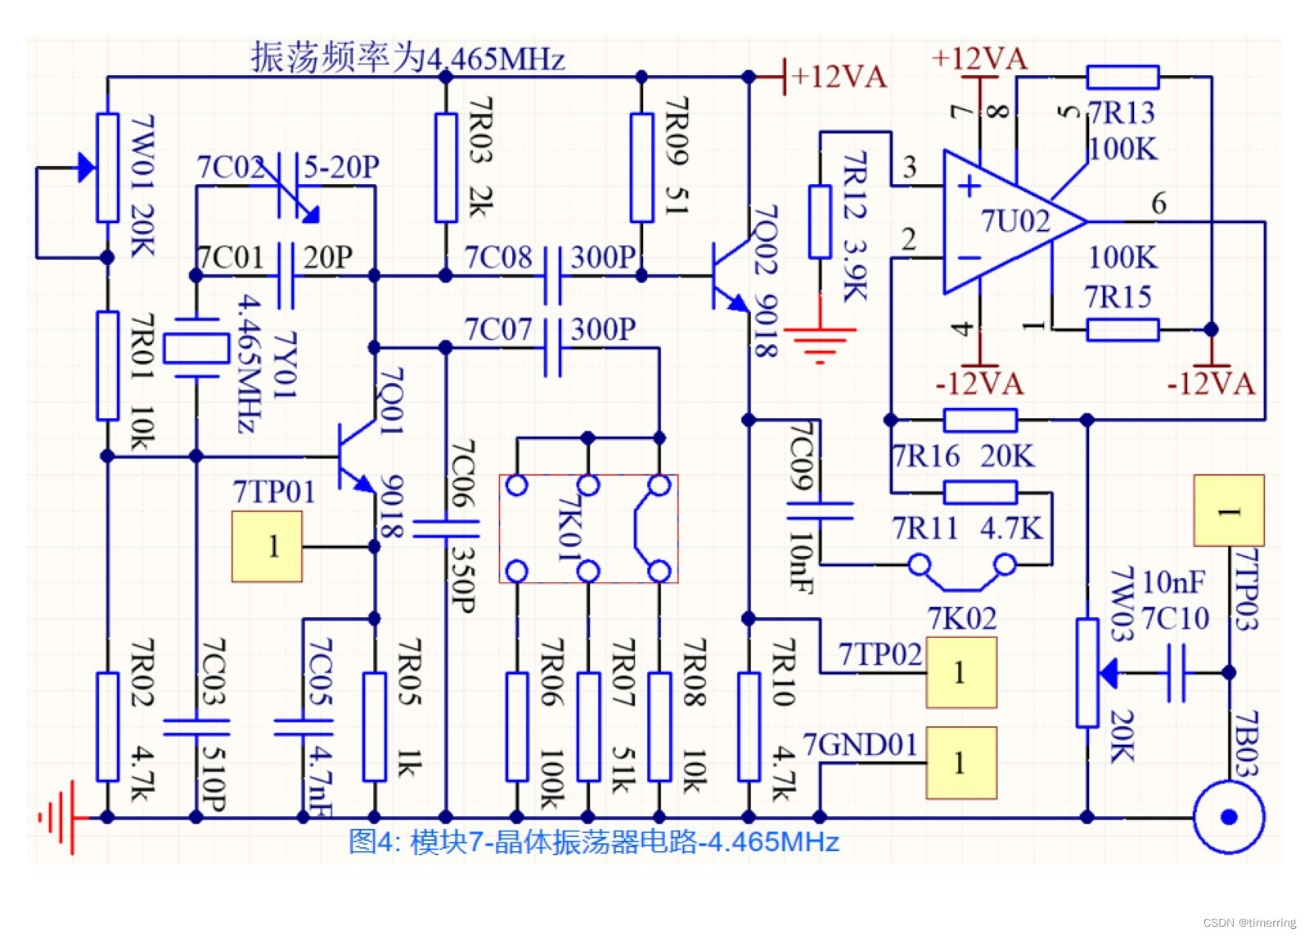 振荡频率为4.465MHz
+12VA
+12VA
7W01 20K
7C02
5-20P
7R03 2k
7R09 51
7Q02 9018
7R12 3.9K
3
2
7
8
5
7R13
100K
7U02
6
100K
7R15
4
1
-12VA
-12VA
7C01
20P
7C08
300P
4.465MHz
7Y01
7R01 10k
7C07
300P
7Q01 9018
7TP01
1
7C06 350P
7K01
7C09 10nF
7R16 20K
7R11 4.7K
7K02
1
7TP03
7W03 20K
10nF
7C10
7B03
7R02 4.7k
7C03 510P
7C05 4.7nF
7R05 1k
7R06 100k
7R07 51k
7R08 10k
7R10 4.7k
7TP02
1
7GND01
1
图4: 模块7-晶体振荡器电路-4.465MHz
CSDN @timerring